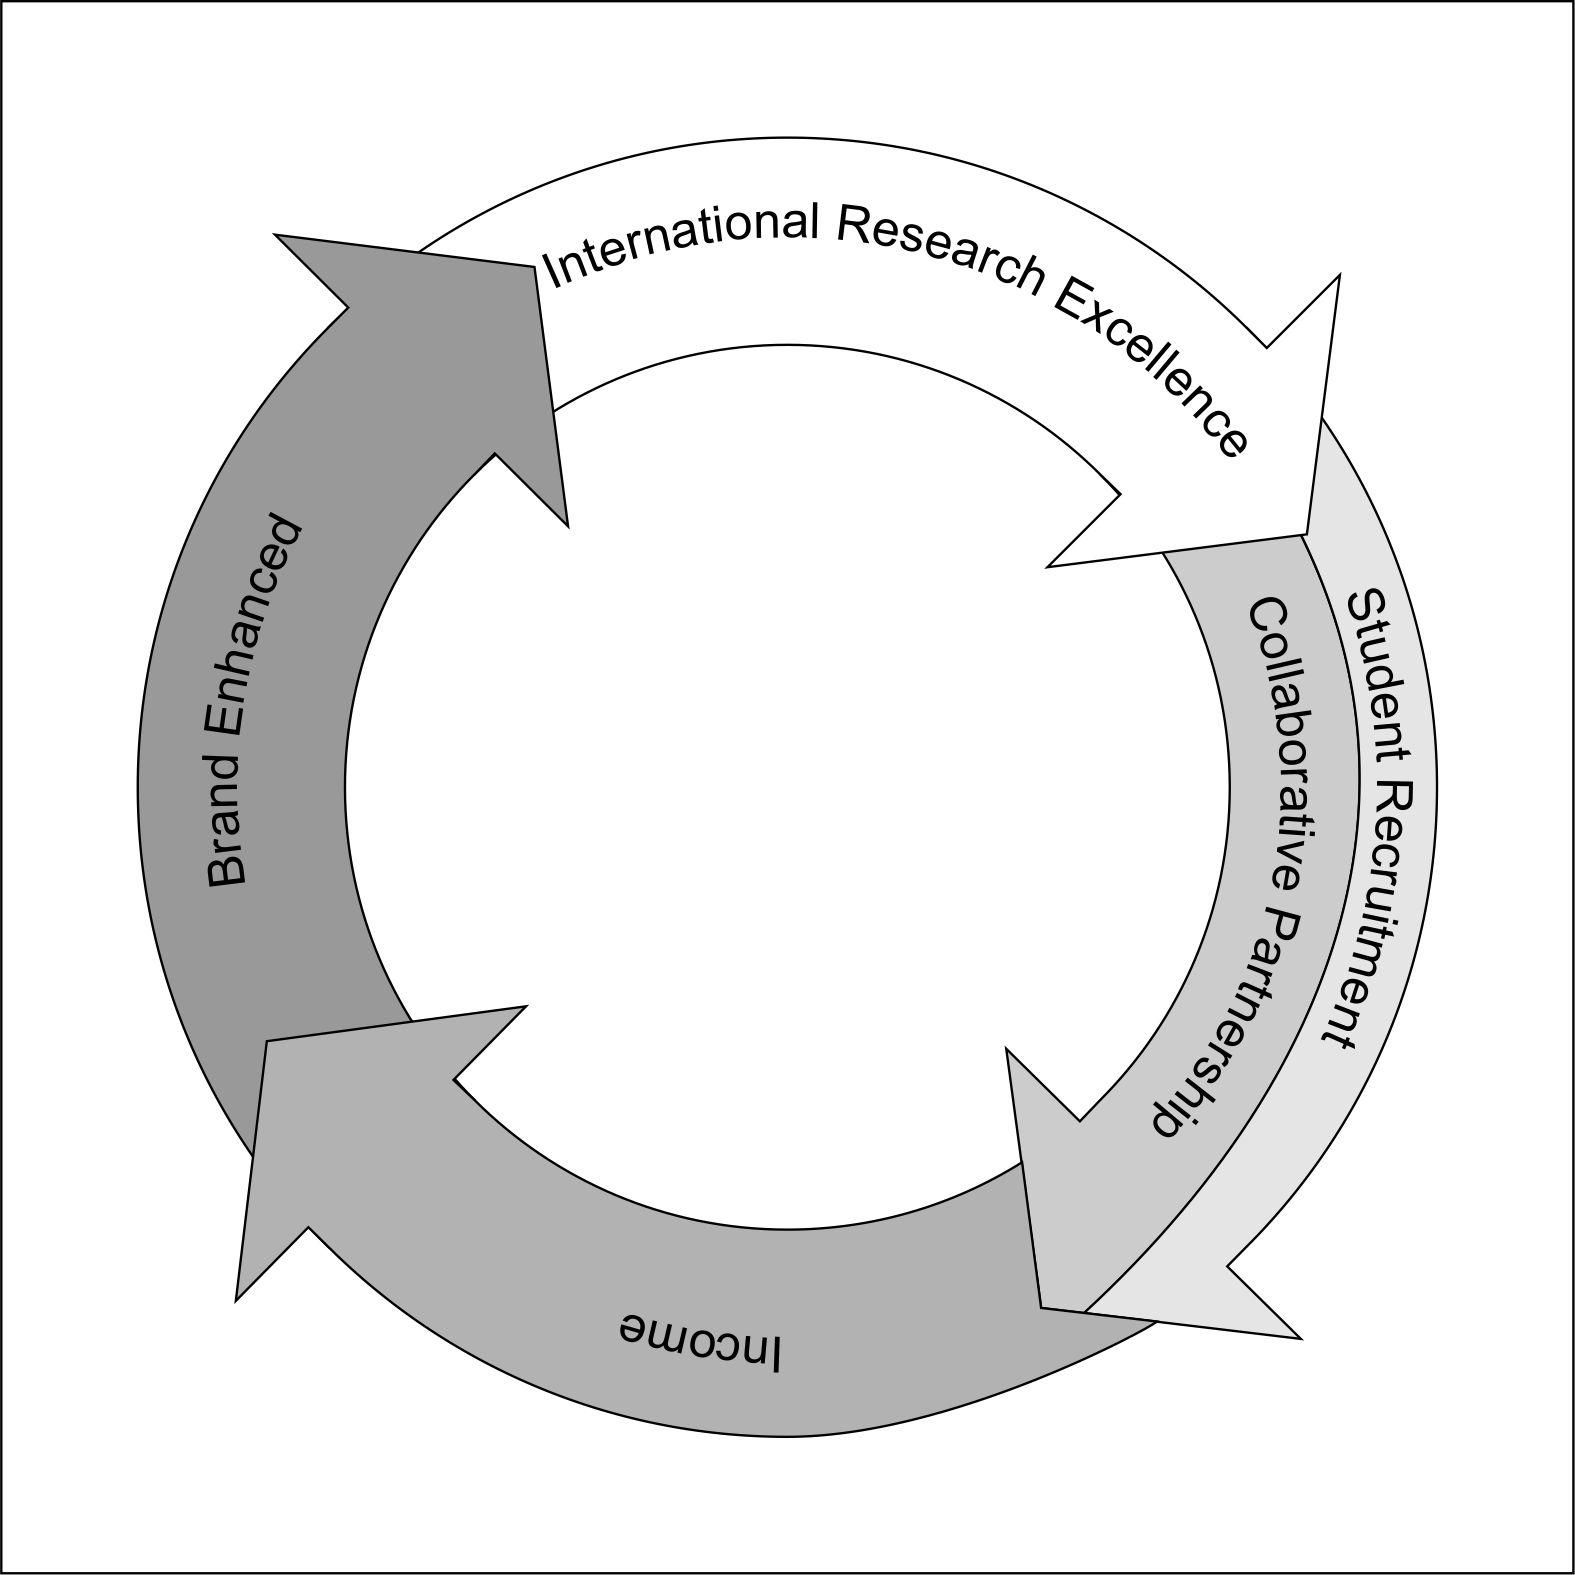 International Research Excellence
Student Recruitment
Collaborative Partnership
Income
Brand Enhanced